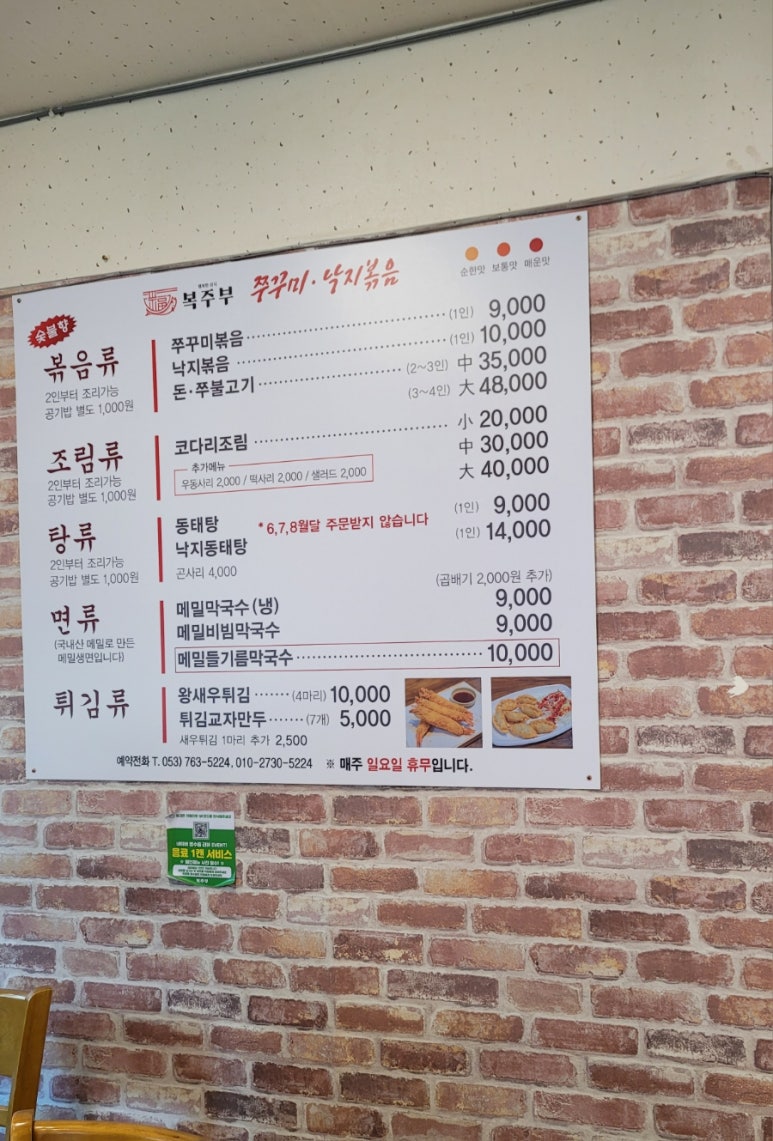 복주부 쭈꾸미·낙지볶음
순한맛 보통맛 매운맛
숯불향
볶음류
2인부터 조리가능
공기밥 별도 1,000원
쭈꾸미볶음 (1인) 9,000
낙지볶음 (1인) 10,000
돈·쭈불고기 (2~3인) 中 35,000
(3~4인) 大 48,000
조림류
2인부터 조리가능
공기밥 별도 1,000원
코다리조림 小 20,000
中 30,000
大 40,000
추가메뉴
우동사리 2,000 / 떡사리 2,000 / 샐러드 2,000
탕류
2인부터 조리가능
공기밥 별도 1,000원
동태탕 (1인) 9,000
* 6,7,8월달 주문받지 않습니다
낙지동태탕 (1인) 14,000
곤사리 4,000
면류
(국내산 메밀로 만든
메밀생면입니다)
(곱배기 2,000원 추가)
메밀막국수(냉) 9,000
메밀비빔막국수 9,000
메밀들기름막국수 10,000
튀김류
왕새우튀김 (4마리) 10,000
튀김교자만두 (7개) 5,000
새우튀김 1마리 추가 2,500
예약전화 T. 053) 763-5224, 010-2730-5224 ※ 매주 일요일 휴무입니다.
음료 1캔 서비스
복주부